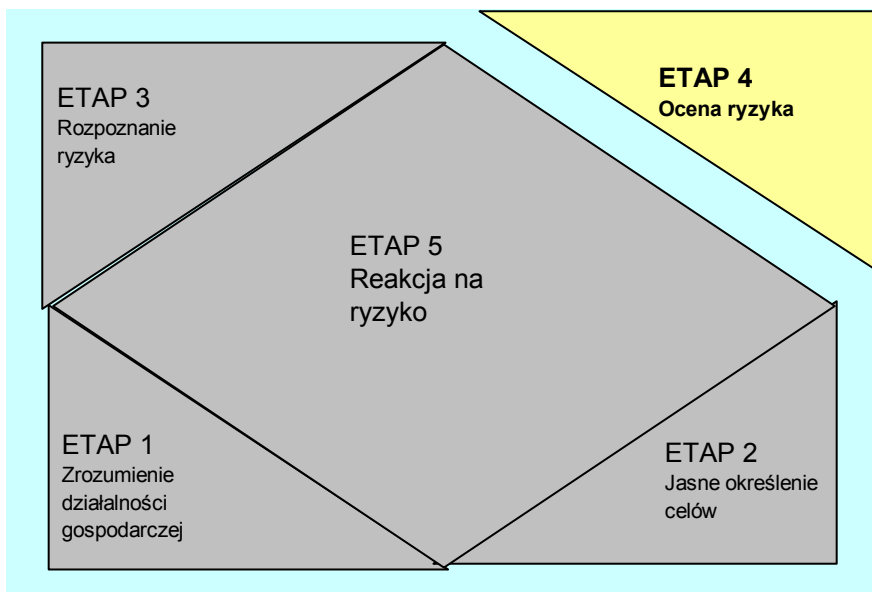 ETAP 3
Rozpoznanie
ryzyka
ETAP 4
Ocena ryzyka
ETAP 5
Reakcja na
ryzyko
ETAP 1
Zrozumienie
działalności
gospodarczej
ETAP 2
Jasne określenie
celów